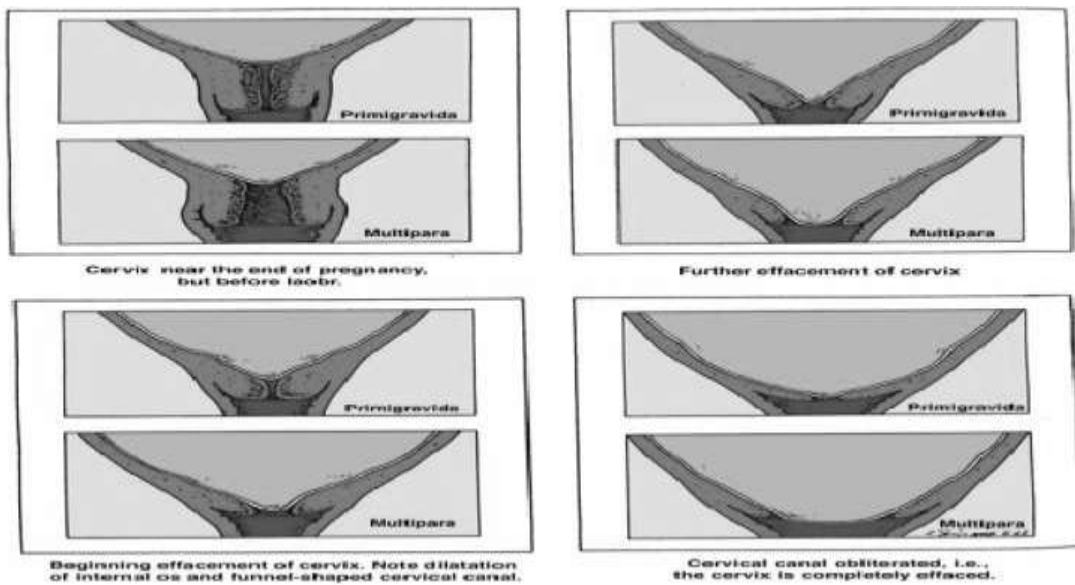 Primigravida
Multipara
Cervix near the end of pregnancy,
but before laobr.
Primigravida
Multipara
Further effacement of cervix
Primigravida
Multipara
Beginning effacement of cervix. Note dilatation
of internal os and funnel-shaped cervical canal.
Primigravida
Multipara
Cervical canal obliterated, i.e.,
the cervix is completely effaced.